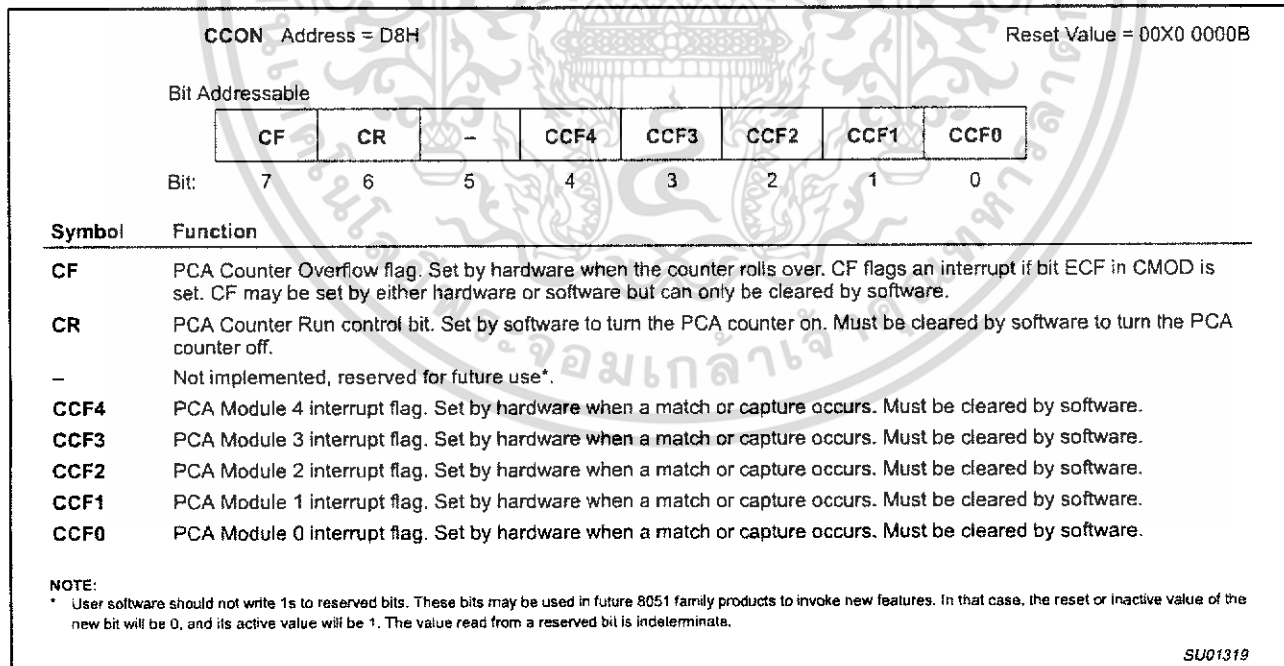 CCON Address = D8H Reset Value = 00X0 0000B
Bit Addressable
CF CR – CCF4 CCF3 CCF2 CCF1 CCF0
Bit: 7 6 5 4 3 2 1 0
Symbol Function
CF PCA Counter Overflow flag. Set by hardware when the counter rolls over. CF flags an interrupt if bit ECF in CMOD is
set. CF may be set by either hardware or software but can only be cleared by software.
CR PCA Counter Run control bit. Set by software to turn the PCA counter on. Must be cleared by software to turn the PCA
counter off.
– Not implemented, reserved for future use*.
CCF4 PCA Module 4 interrupt flag. Set by hardware when a match or capture occurs. Must be cleared by software.
CCF3 PCA Module 3 interrupt flag. Set by hardware when a match or capture occurs. Must be cleared by software.
CCF2 PCA Module 2 interrupt flag. Set by hardware when a match or capture occurs. Must be cleared by software.
CCF1 PCA Module 1 interrupt flag. Set by hardware when a match or capture occurs. Must be cleared by software.
CCF0 PCA Module 0 interrupt flag. Set by hardware when a match or capture occurs. Must be cleared by software.
NOTE:
* User software should not write 1s to reserved bits. These bits may be used in future 8051 family products to invoke new features. In that case, the reset or inactive value of the
new bit will be 0, and its active value will be 1. The value read from a reserved bit is indeterminate.
SU01319